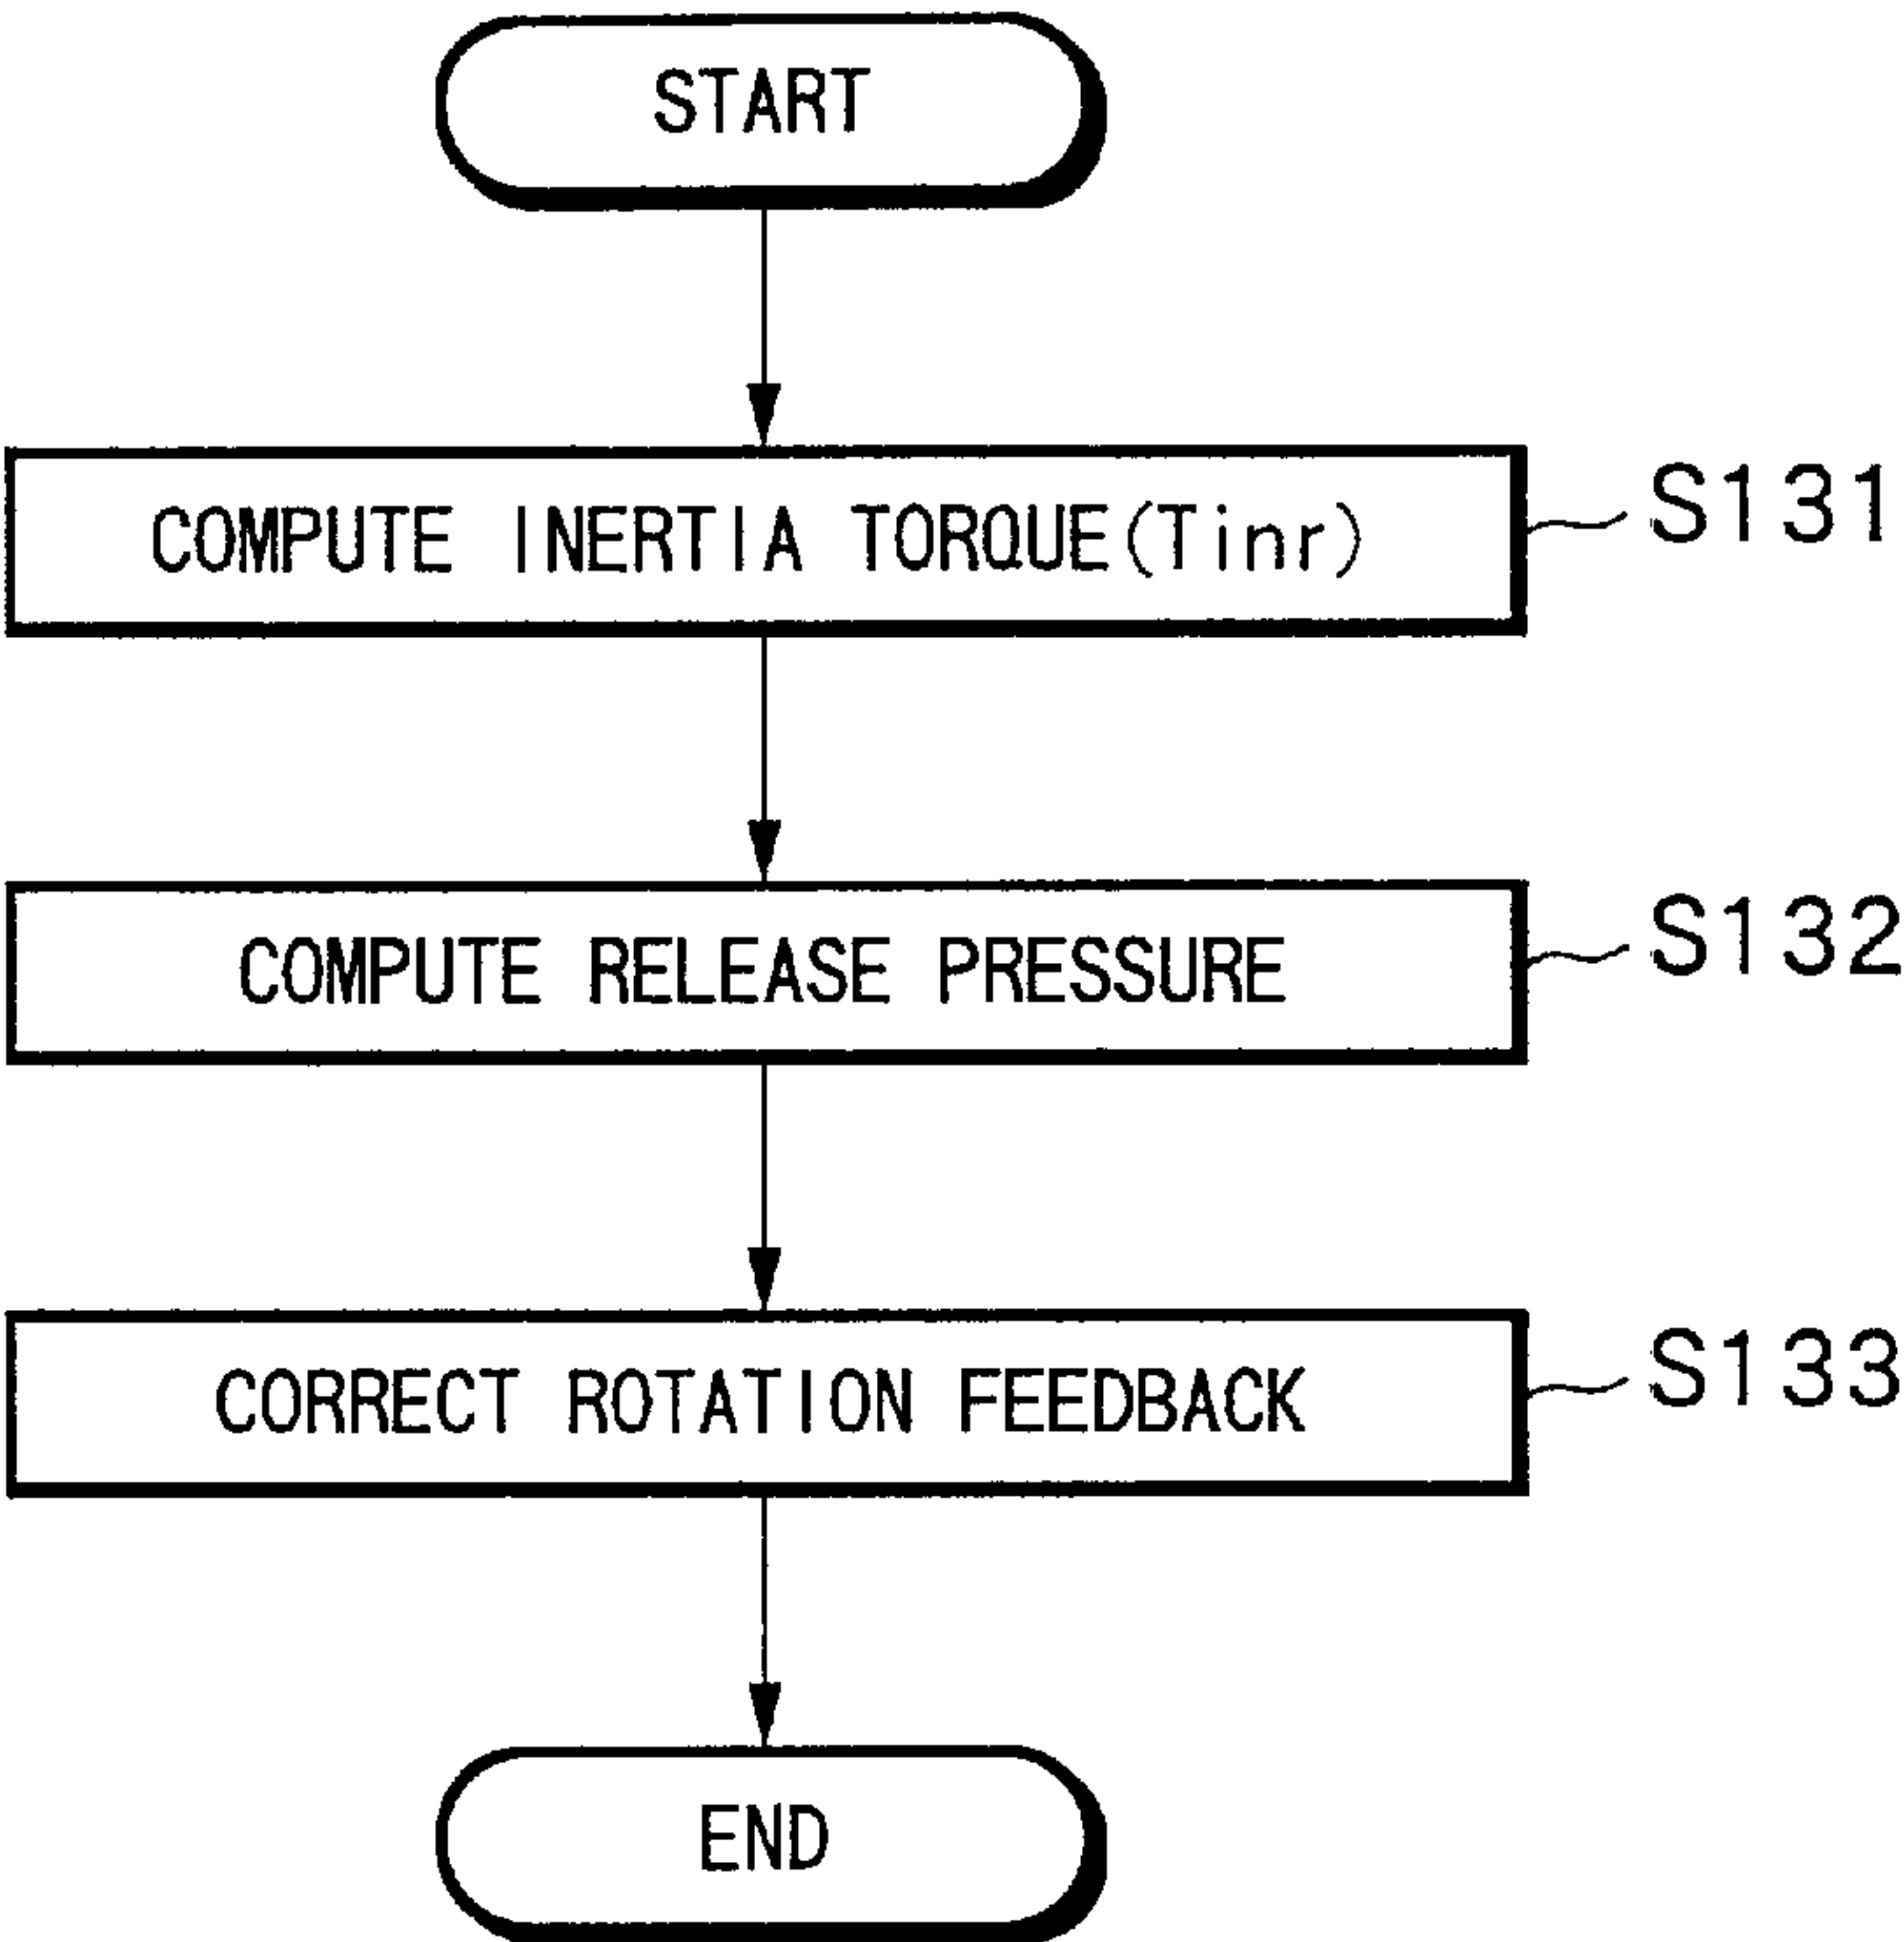 START
COMPUTE INERTIA TORQUE(Tinr) S131
COMPUTE RELEASE PRESSURE S132
CORRECT ROTATION FEEDBACK S133
END